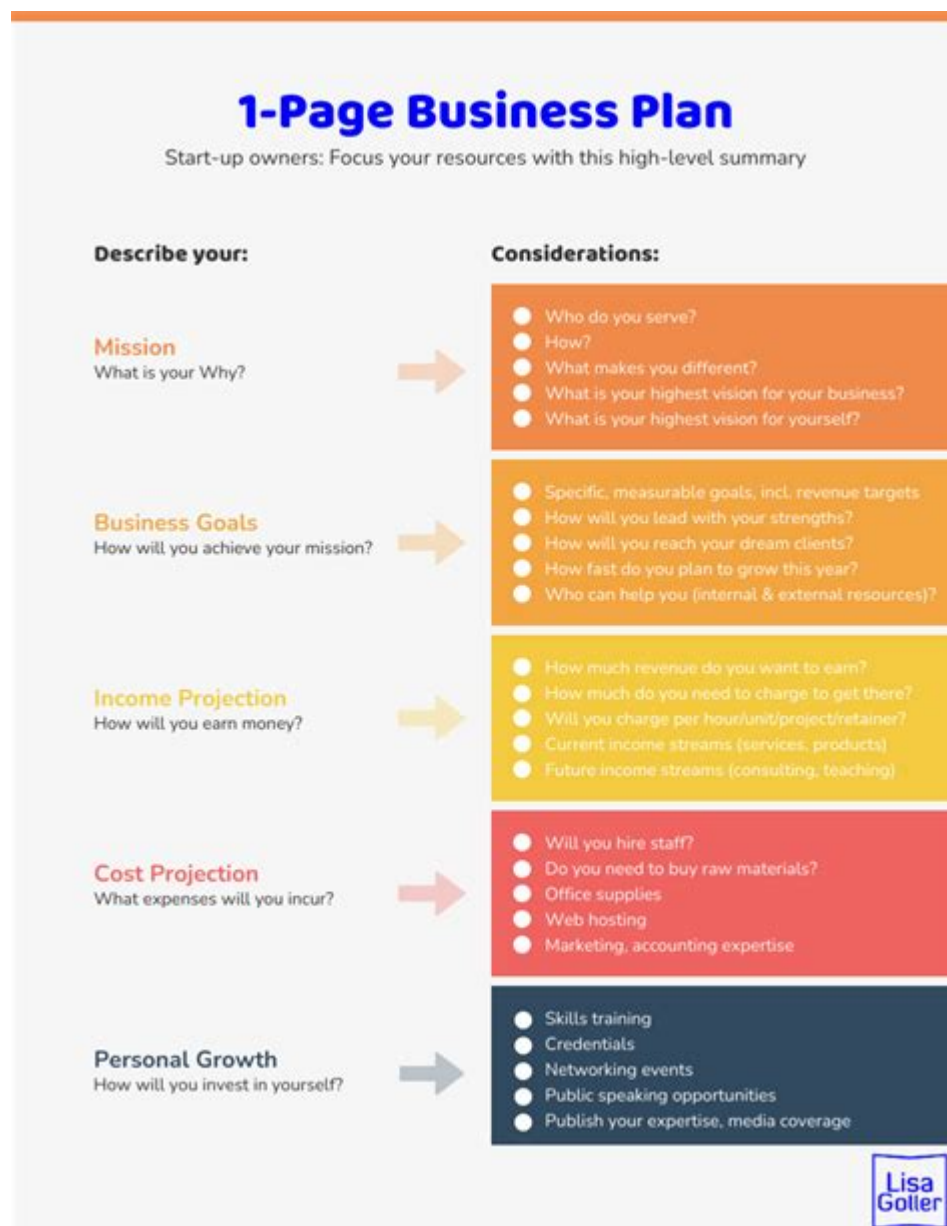 1-Page Business Plan
Start-up owners: Focus your resources with this high-level summary
Describe your:
Considerations:
Mission
What is your Why?
Who do you serve?
How?
What makes you different?
What is your highest vision for your business?
What is your highest vision for yourself?
Business Goals
How will you achieve your mission?
Specific, measurable goals, incl. revenue targets
How will you lead with your strengths?
How will you reach your dream clients?
How fast do you plan to grow this year?
Who can help you (internal & external resources)?
Income Projection
How will you earn money?
How much revenue do you want to earn?
How much do you need to charge to get there?
Will you charge per hour/unit/project/retainer?
Current income streams (services, products)
Future income streams (consulting, teaching)
Cost Projection
What expenses will you incur?
Will you hire staff?
Do you need to buy raw materials?
Office supplies
Web hosting
Marketing, accounting expertise
Personal Growth
How will you invest in yourself?
Skills training
Credentials
Networking events
Public speaking opportunities
Publish your expertise, media coverage
Lisa
Goller